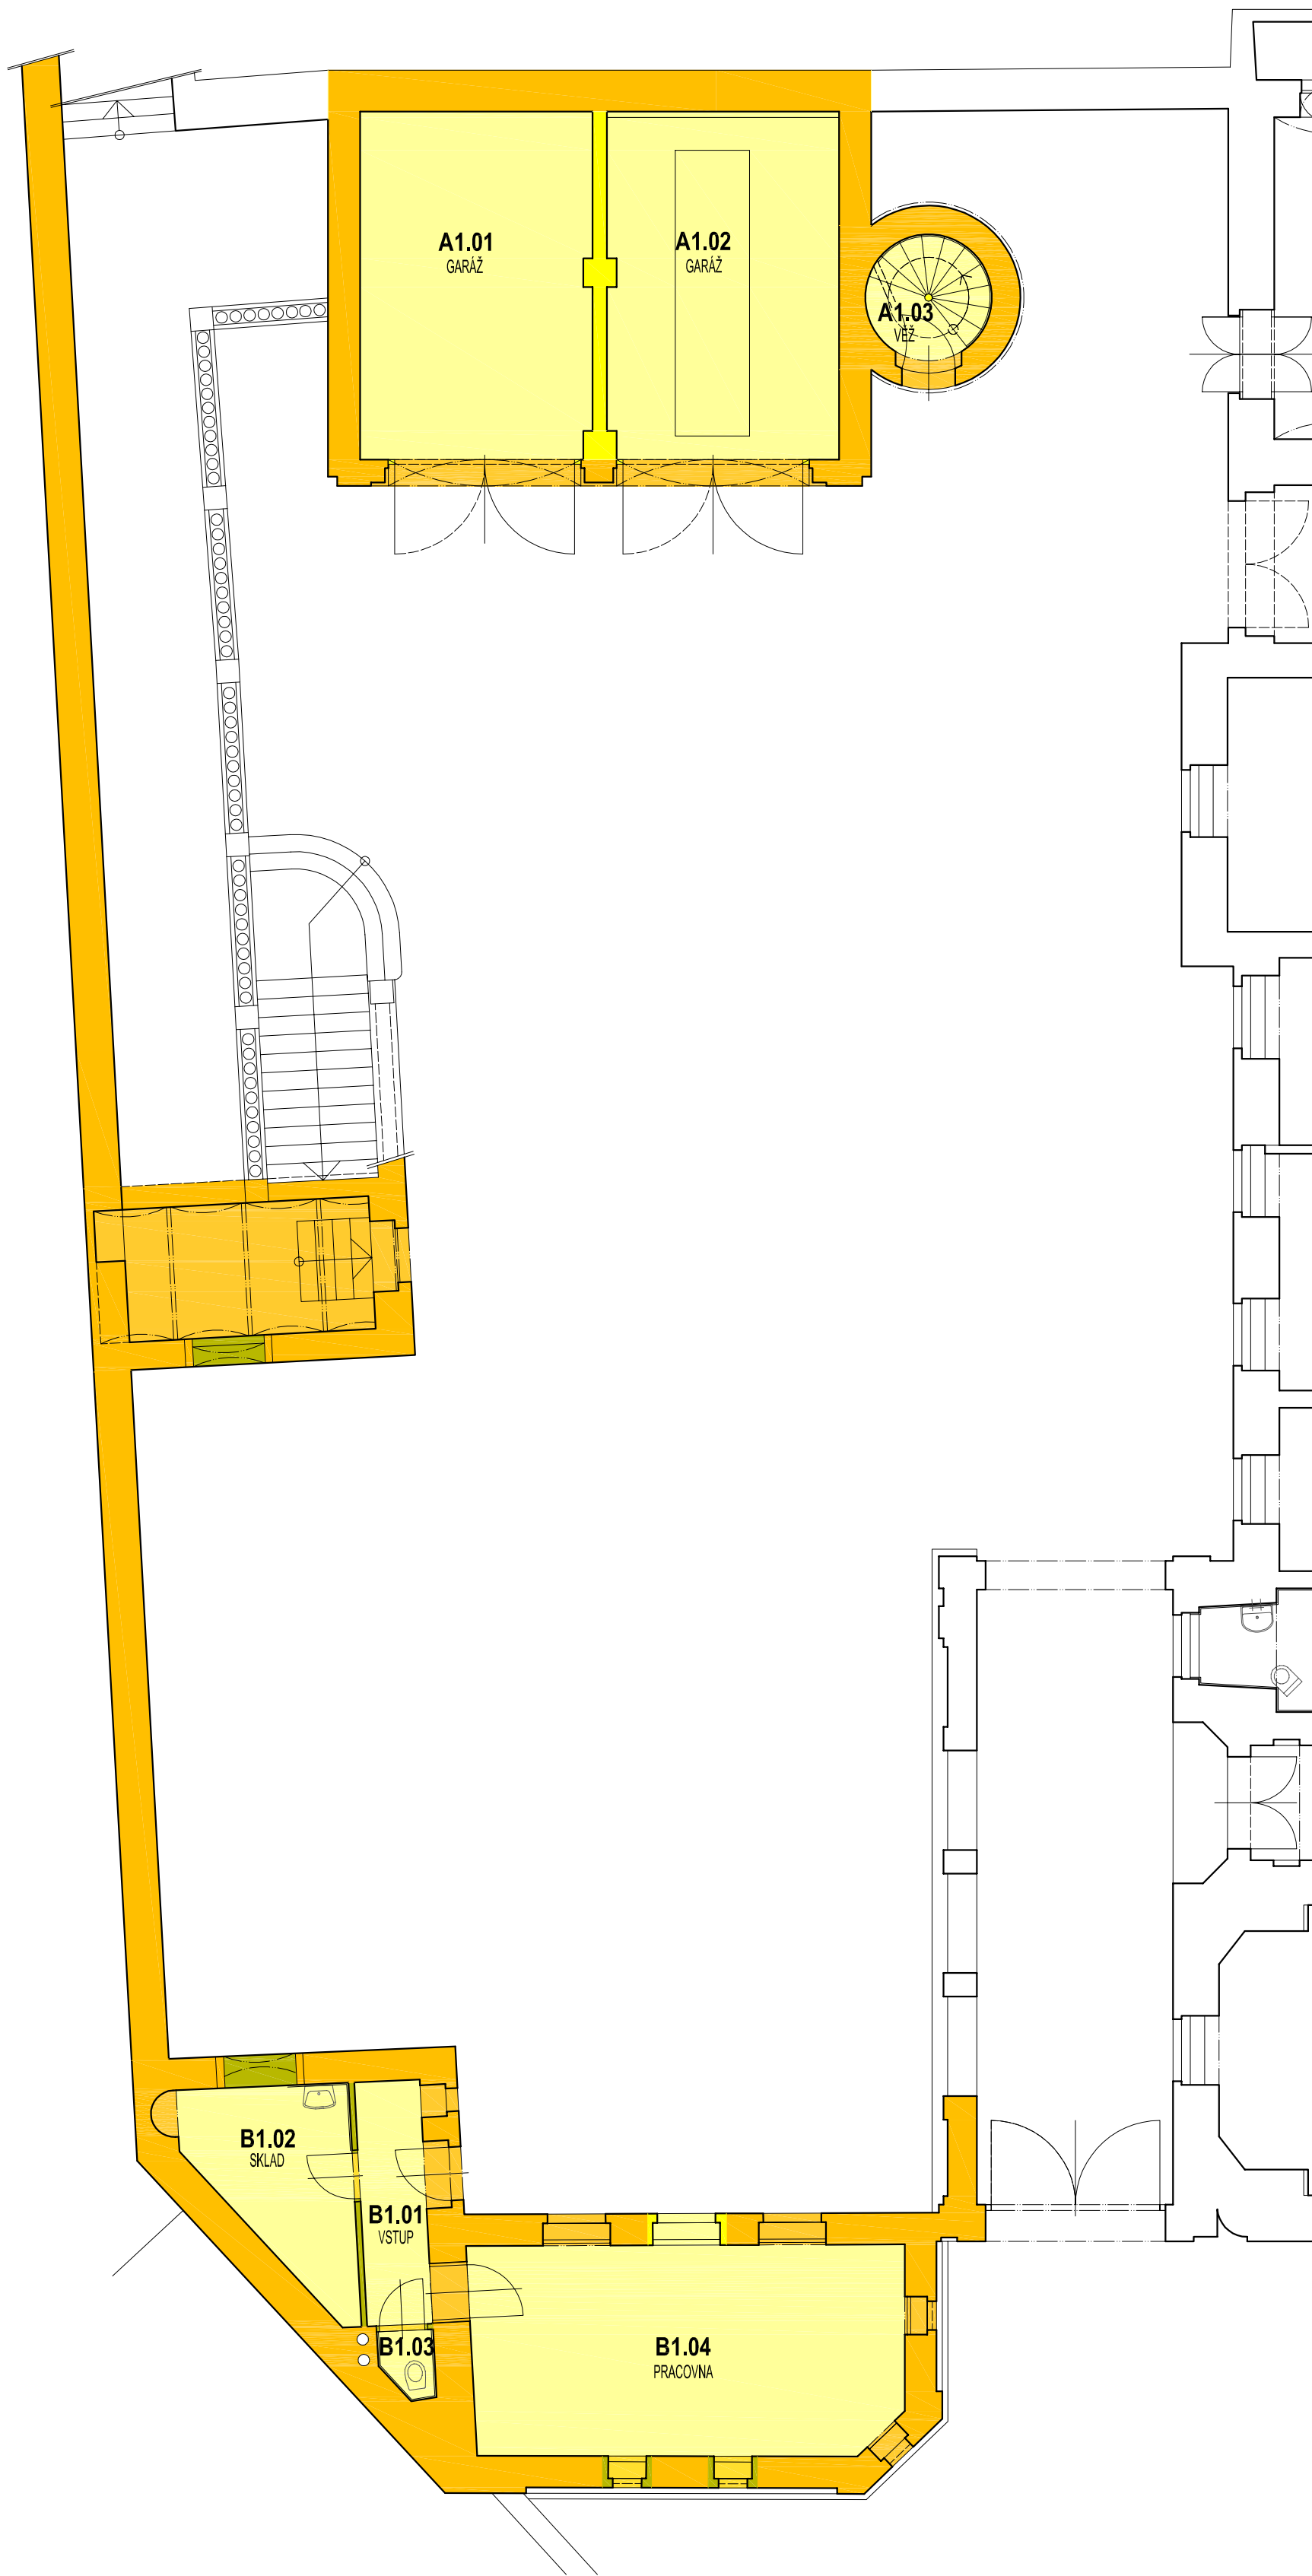 A1.01
GARÁŽ
A1.02
GARÁŽ
A1.03
VĚŽ
B1.02
SKLAD
B1.01
VSTUP
B1.03
B1.04
PRACOVNA